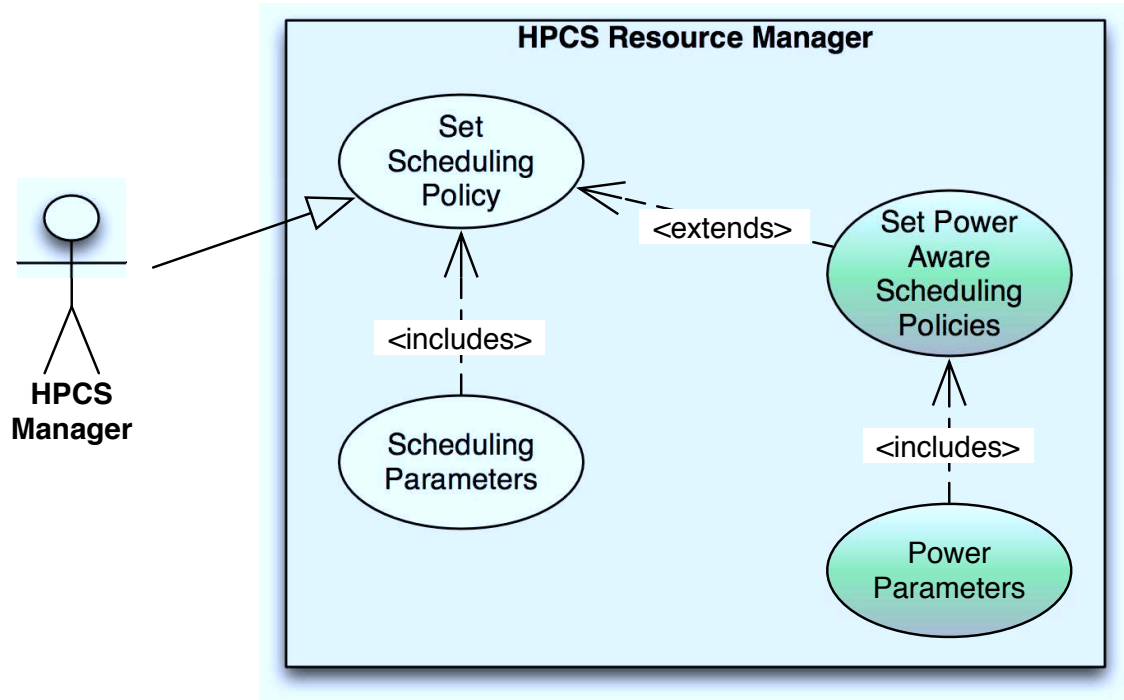 HPCS Resource Manager
Set
Scheduling
Policy
<extends>
Set Power
Aware
Scheduling
Policies
<includes>
HPCS
Manager
Scheduling
Parameters
<includes>
Power
Parameters